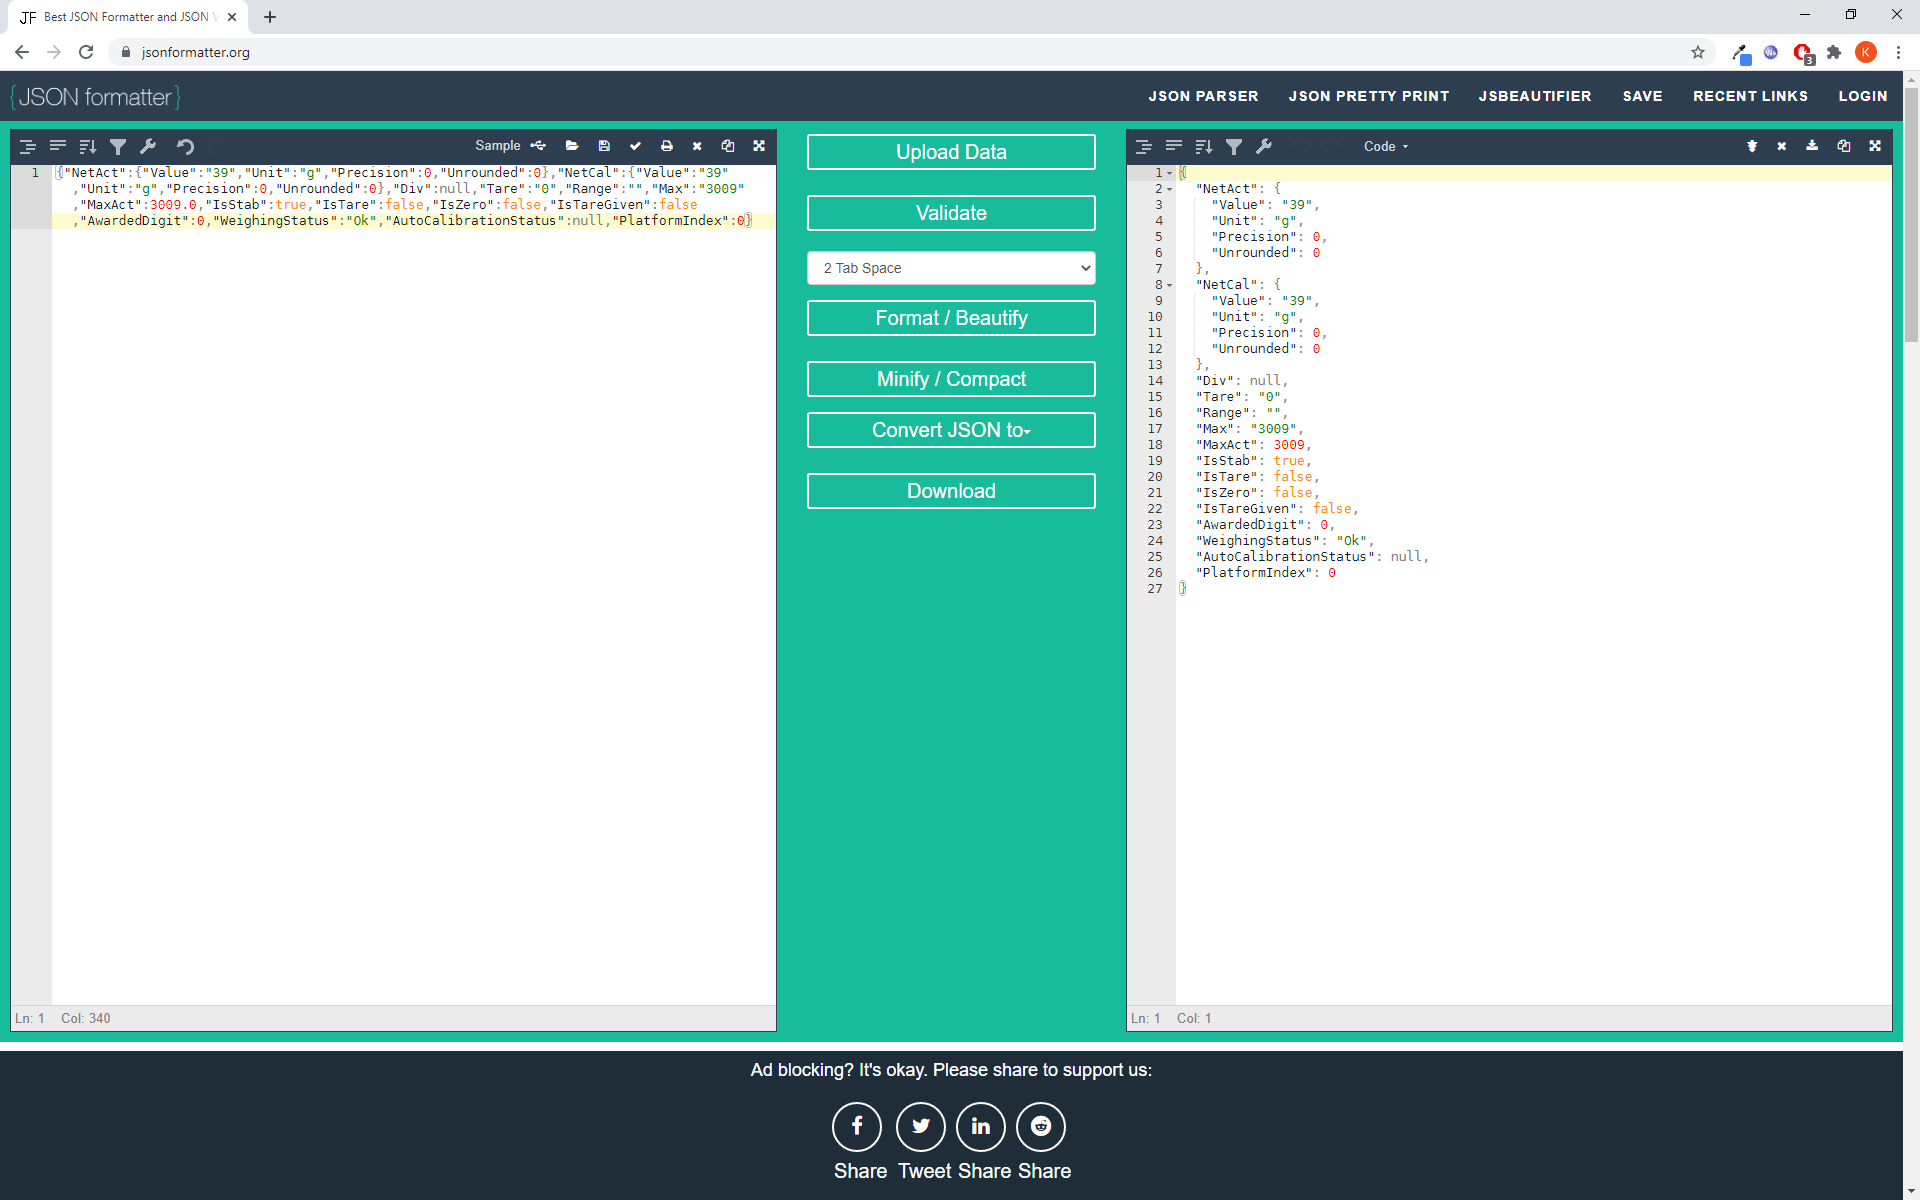 JF Best JSON Formatter and JSON V
jsonformatter.org
3
K
{JSON formatter}
JSON PARSER JSON PRETTY PRINT JSBEAUTIFIER SAVE RECENT LINKS LOGIN
Sample
1 {"NetAct":{"Value":"39","Unit":"g","Precision":0,"Unrounded":0},"NetCal":{"Value":"39"
,"Unit":"g","Precision":0,"Unrounded":0},"Div":null,"Tare":"0","Range":"","Max":"3009"
,"MaxAct":3009.0,"IsStab":true,"IsTare":false,"IsZero":false,"IsTareGiven":false
,"AwardedDigit":0,"WeighingStatus":"Ok","AutoCalibrationStatus":null,"PlatformIndex":0}
Ln: 1 Col: 340
Upload Data
Validate
2 Tab Space
Format / Beautify
Minify / Compact
Convert JSON to
Download
Code
1 {
2 "NetAct": {
3 "Value": "39",
4 "Unit": "g",
5 "Precision": 0,
6 "Unrounded": 0
7 },
8 "NetCal": {
9 "Value": "39",
10 "Unit": "g",
11 "Precision": 0,
12 "Unrounded": 0
13 },
14 "Div": null,
15 "Tare": "0",
16 "Range": "",
17 "Max": "3009",
18 "MaxAct": 3009,
19 "IsStab": true,
20 "IsTare": false,
21 "IsZero": false,
22 "IsTareGiven": false,
23 "AwardedDigit": 0,
24 "WeighingStatus": "Ok",
25 "AutoCalibrationStatus": null,
26 "PlatformIndex": 0
27 }
Ln: 1 Col: 1
Ad blocking? It's okay. Please share to support us:
Share Tweet Share Share